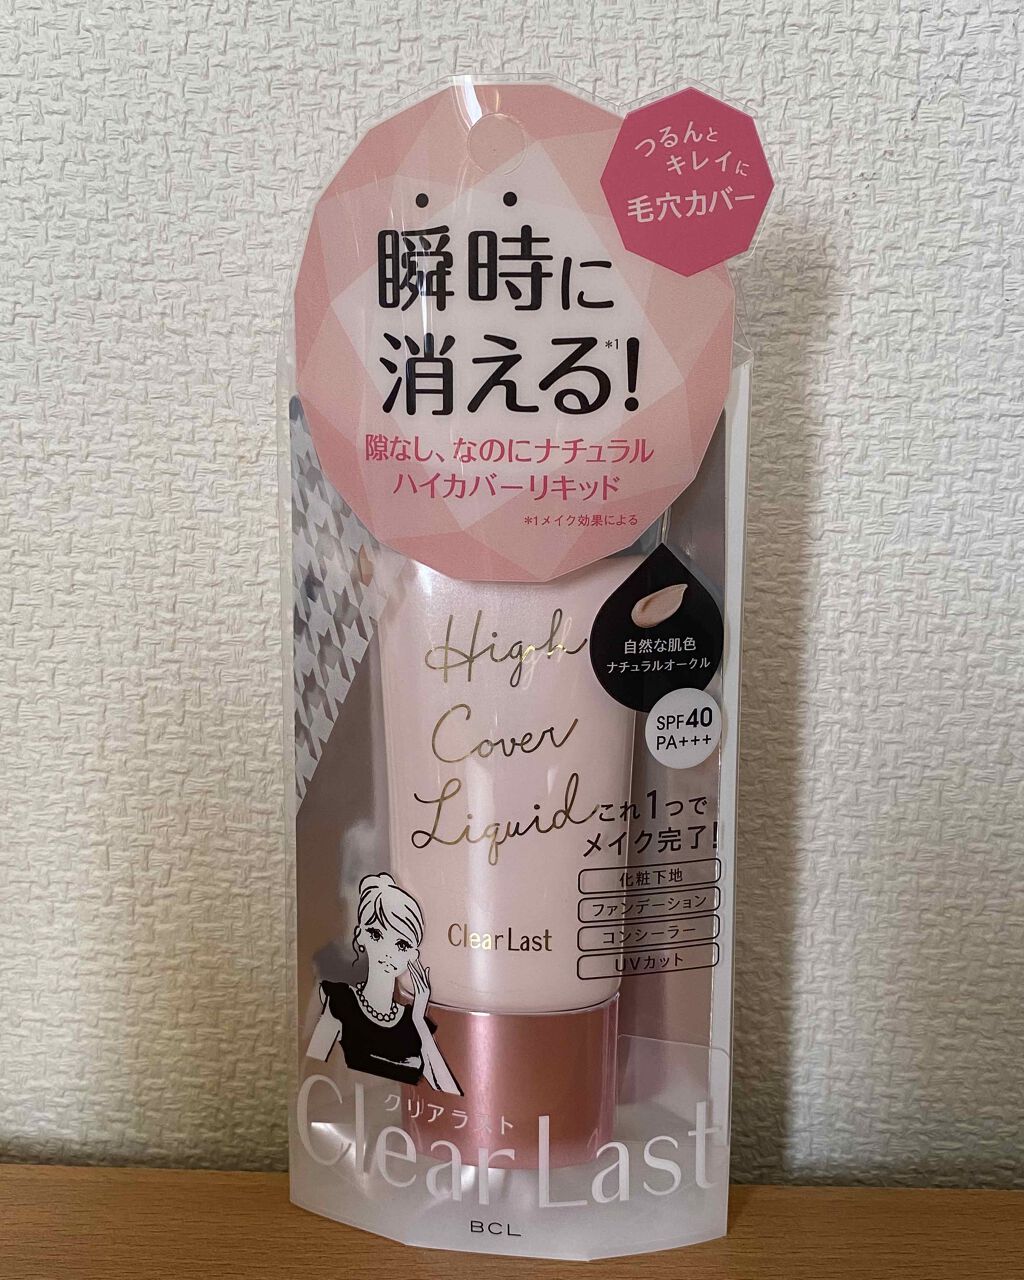 つるんと
キレイに
毛穴カバー
瞬時に
消える!*1
隙なし、なのにナチュラル
ハイカバーリキッド
*1メイク効果による
High
Cover
Liquid
自然な肌色
ナチュラルオークル
SPF40
PA+++
これ1つで
メイク完了!
化粧下地
ファンデーション
コンシーラー
UVカット
Clear Last
クリアラスト
Clear Last
BCL